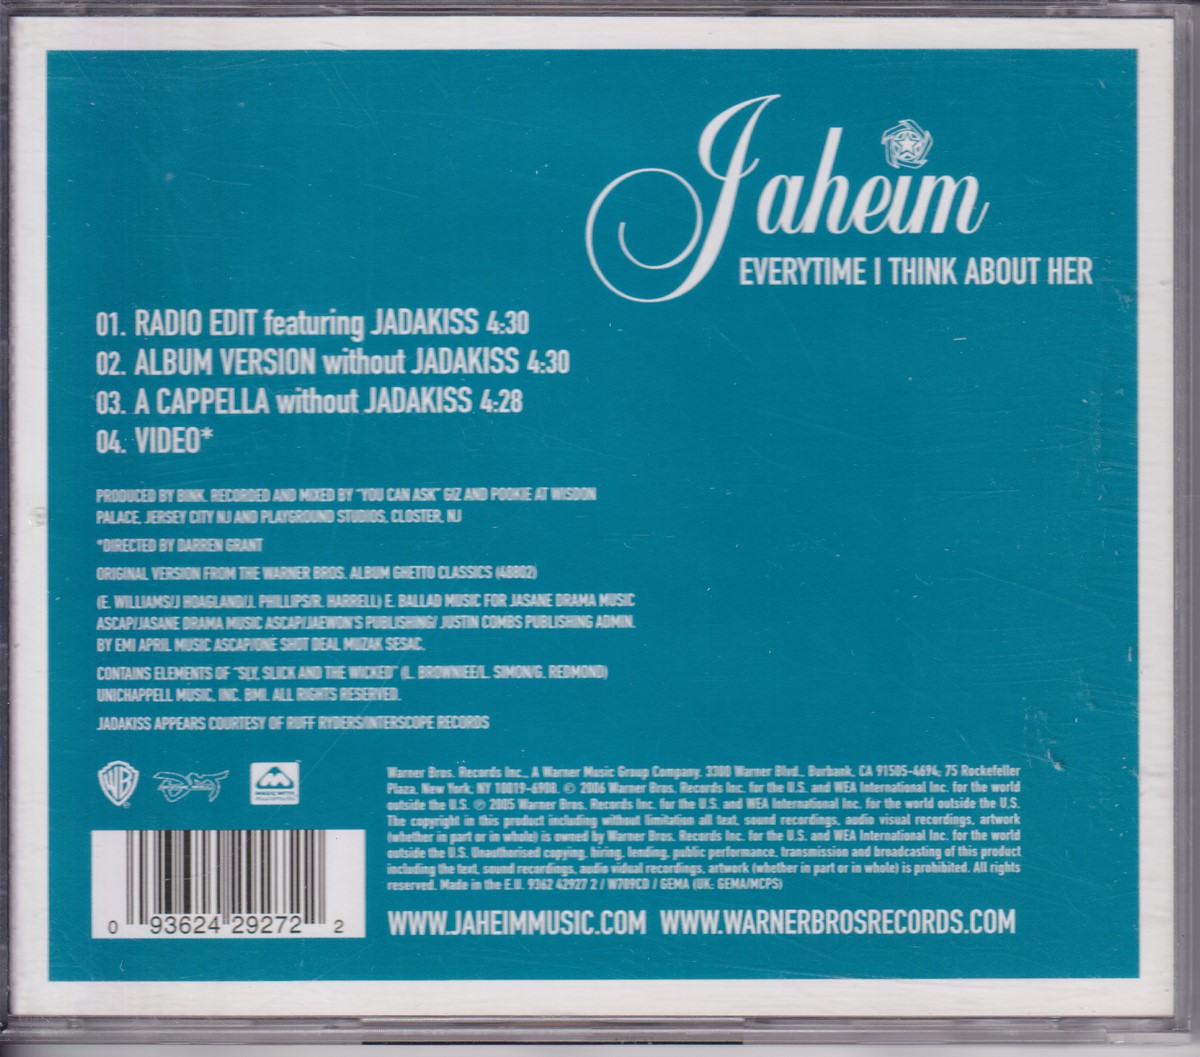 Jaheim
EVERYTIME I THINK ABOUT HER
01. RADIO EDIT featuring JADAKISS 4:30
02. ALBUM VERSION without JADAKISS 4:30
03. A CAPPELLA without JADAKISS 4:28
04. VIDEO*
PRODUCED BY BINK. RECORDED AND MIXED BY "YOU CAN ASK" GIZ AND POOKIE AT WISDON
PALACE, JERSEY CITY NJ AND PLAYGROUND STUDIOS, CLOSTER, NJ
*DIRECTED BY DARREN GRANT
ORIGINAL VERSION FROM THE WARNER BROS. ALBUM GHETTO CLASSICS (48802)
(E. WILLIAMS/J HOAGLAND/J. PHILLIPS/R. HARRELL) E. BALLAD MUSIC FOR JASANE DRAMA MUSIC
ASCAP/JASANE DRAMA MUSIC ASCAP/JAEWON'S PUBLISHING/ JUSTIN COMBS PUBLISHING ADMIN.
BY EMI APRIL MUSIC ASCAP/ONE SHOT DEAL MUZAK SESAC.
CONTAINS ELEMENTS OF "SLY, SLICK AND THE WICKED" (L. BROWNIEE/L. SIMON/G. REDMOND)
UNICHAPPELL MUSIC, INC. BMI. ALL RIGHTS RESERVED.
JADAKISS APPEARS COURTESY OF RUFF RYDERS/INTERSCOPE RECORDS
WB
MADE WITH
Warner Bros. Records Inc., A Warner Music Group Company, 3300 Warner Blvd., Burbank, CA 91505-4694; 75 Rockefeller
Plaza, New York, NY 10019-6908. © 2006 Warner Bros. Records Inc. for the U.S. and WEA International Inc. for the world
outside the U.S. ℗ 2005 Warner Bros. Records Inc. for the U.S. and WEA International Inc. for the world outside the U.S.
The copyright in this product including without limitation all text, sound recordings, audio visual recordings, artwork
(whether in part or in whole) is owned by Warner Bros. Records Inc. for the U.S. and WEA International Inc. for the world
outside the U.S. Unauthorised copying, hiring, lending, public performance, transmission and broadcasting of this product
including the text, sound recordings, audio vidual recordings, artwork (whether in part or in whole) is prohibited. All rights
reserved. Made in the E.U. 9362 42927 2 / W709CD / GEMA (UK: GEMA/MCPS)
0 93624 29272 2
WWW.JAHEIMMUSIC.COM WWW.WARNERBROSRECORDS.COM